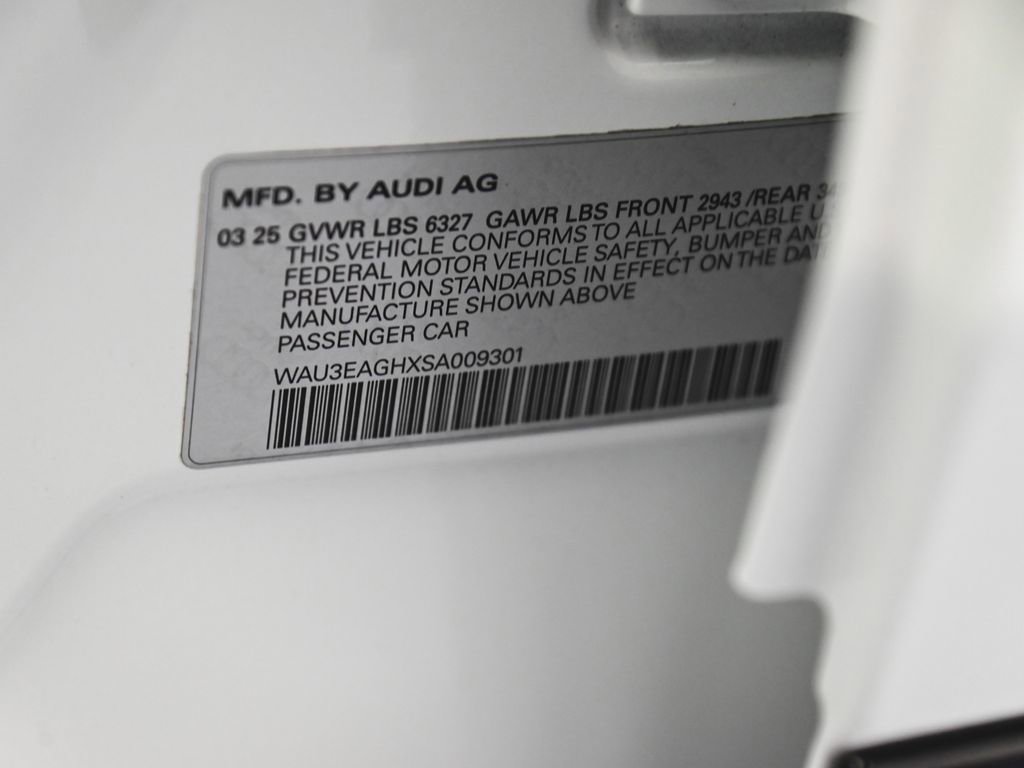 MFD. BY AUDI AG
03 25 GVWR LBS 6327 GAWR LBS FRONT 2943 /REAR
THIS VEHICLE CONFORMS TO ALL APPLICABLE
FEDERAL MOTOR VEHICLE SAFETY, BUMPER AND
PREVENTION STANDARDS IN EFFECT ON THE
MANUFACTURE SHOWN ABOVE
PASSENGER CAR
WAU3EAGHXSA009301